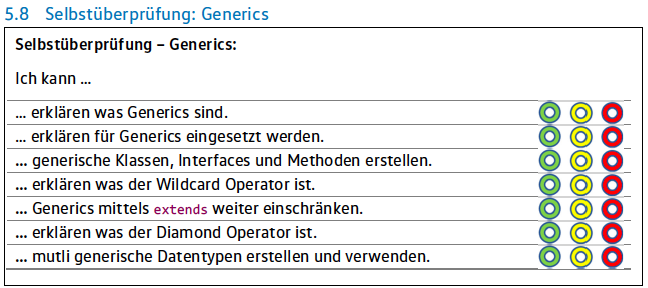 5.8 Selbstüberprüfung: Generics
Selbstüberprüfung – Generics:
Ich kann ...
... erklären was Generics sind.
... erklären für Generics eingesetzt werden.
... generische Klassen, Interfaces und Methoden erstellen.
... erklären was der Wildcard Operator ist.
... Generics mittels extends weiter einschränken.
... erklären was der Diamond Operator ist.
... mutli generische Datentypen erstellen und verwenden.